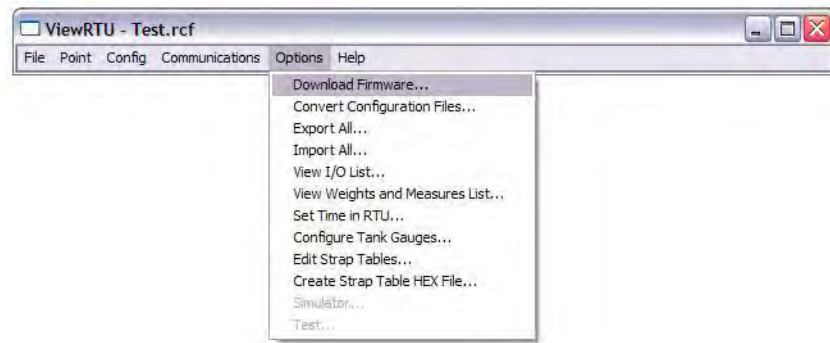 ViewRTU - Test.rcf
File Point Config Communications Options Help
Download Firmware...
Convert Configuration Files...
Export All...
Import All...
View I/O List...
View Weights and Measures List...
Set Time in RTU...
Configure Tank Gauges...
Edit Strap Tables...
Create Strap Table HEX File...
Simulator...
Test...